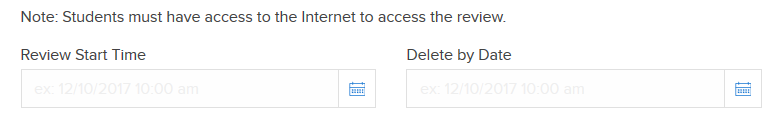 Note: Students must have access to the Internet to access the review.
Review Start Time Delete by Date
ex: 12/10/2017 10:00 am ex: 12/10/2017 10:00 am